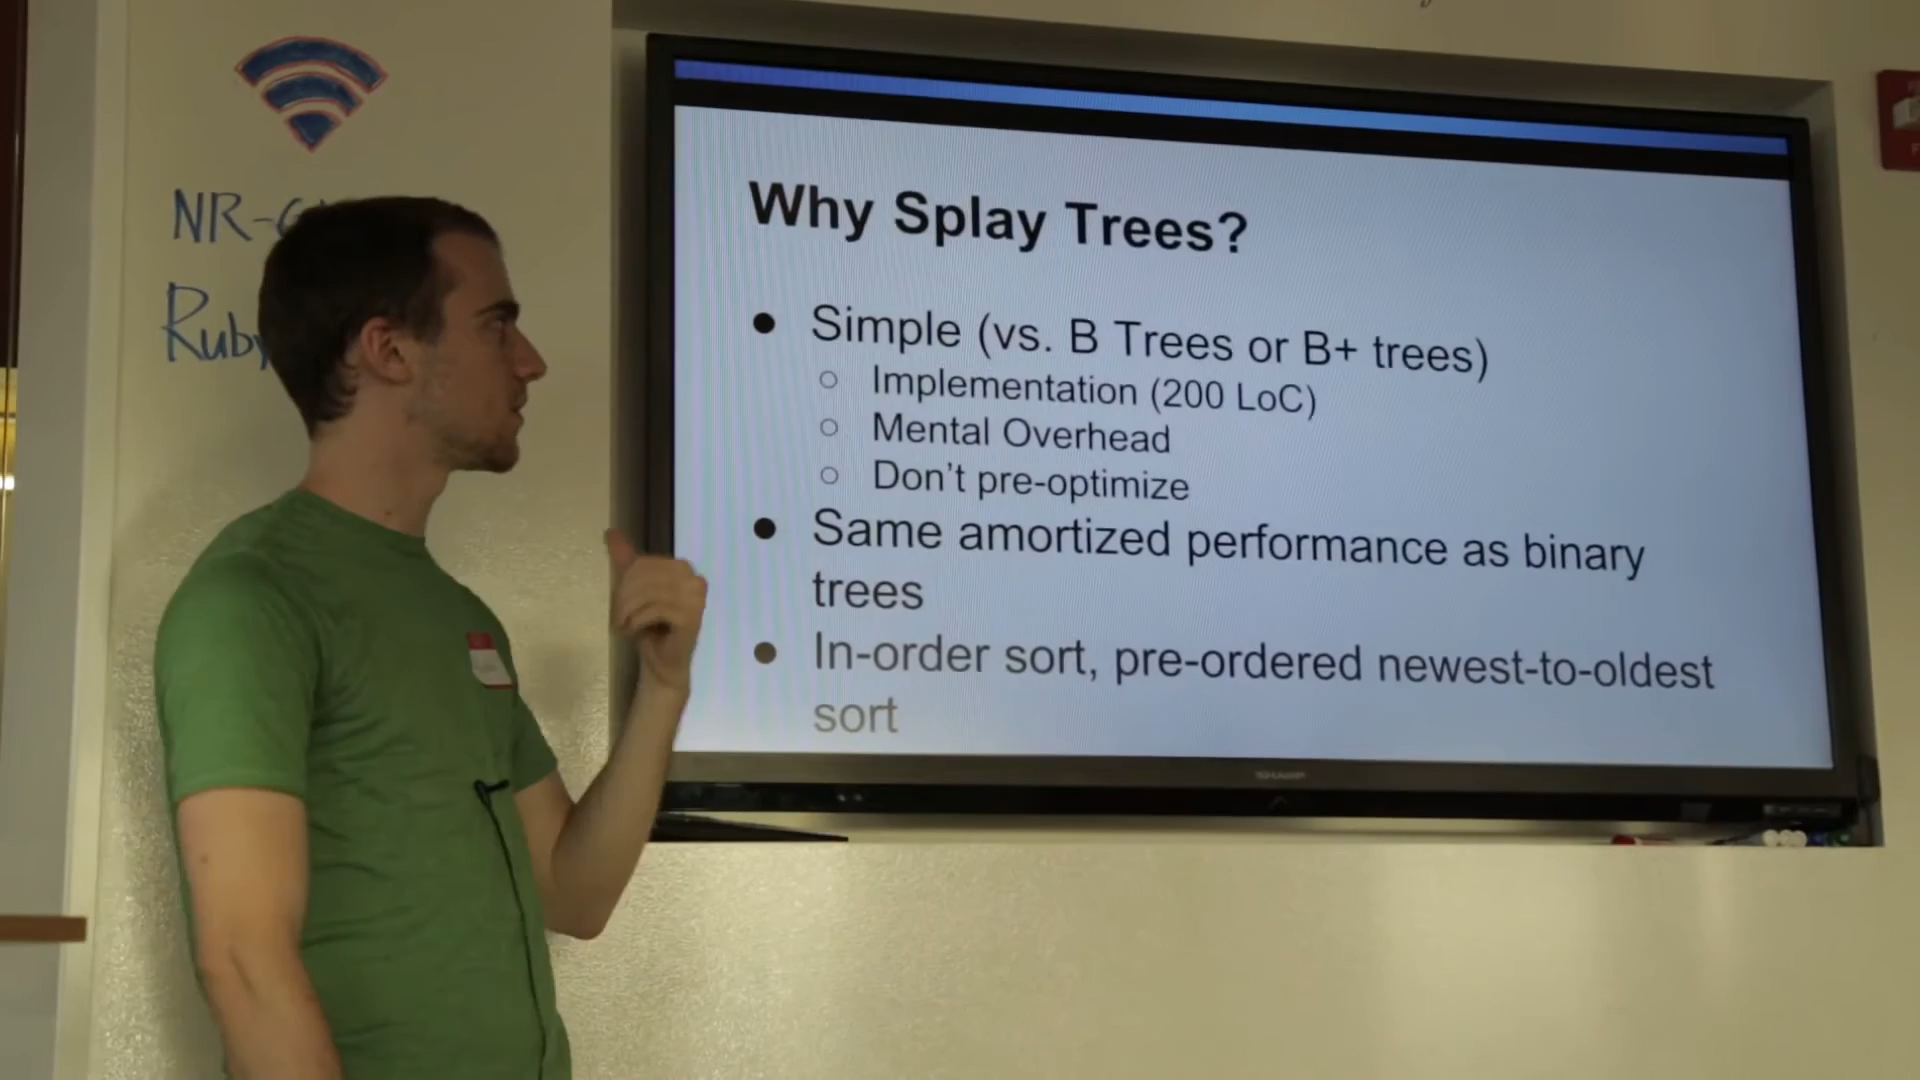 NR-
Ruby
Why Splay Trees?
● Simple (vs. B Trees or B+ trees)
○ Implementation (200 LoC)
○ Mental Overhead
○ Don't pre-optimize
● Same amortized performance as binary
trees
● In-order sort, pre-ordered newest-to-oldest
sort
SHARP